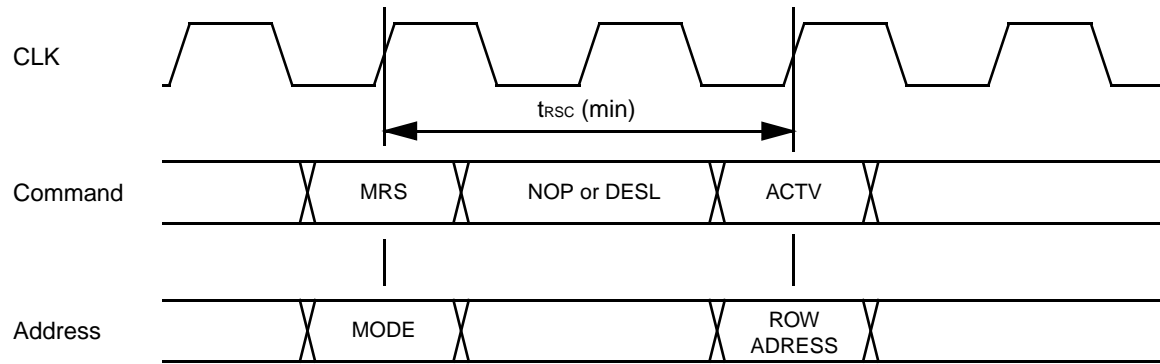 CLK
tRSC (min)
Command
MRS
NOP or DESL
ACTV
Address
MODE
ROW
ADRESS